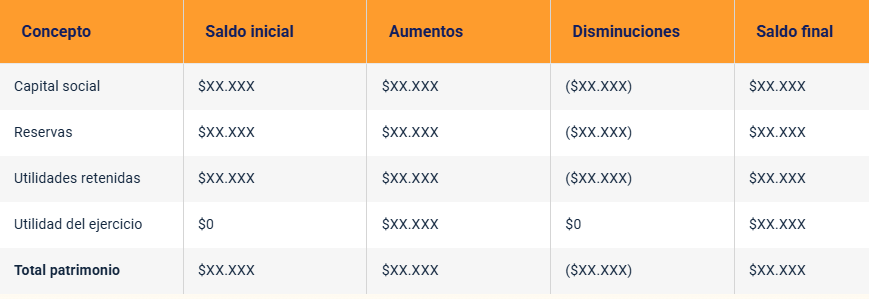 Concepto Saldo inicial Aumentos Disminuciones Saldo final
Capital social $XX.XXX $XX.XXX ($XX.XXX) $XX.XXX
Reservas $XX.XXX $XX.XXX ($XX.XXX) $XX.XXX
Utilidades retenidas $XX.XXX $XX.XXX ($XX.XXX) $XX.XXX
Utilidad del ejercicio $0 $XX.XXX $0 $XX.XXX
Total patrimonio $XX.XXX $XX.XXX ($XX.XXX) $XX.XXX